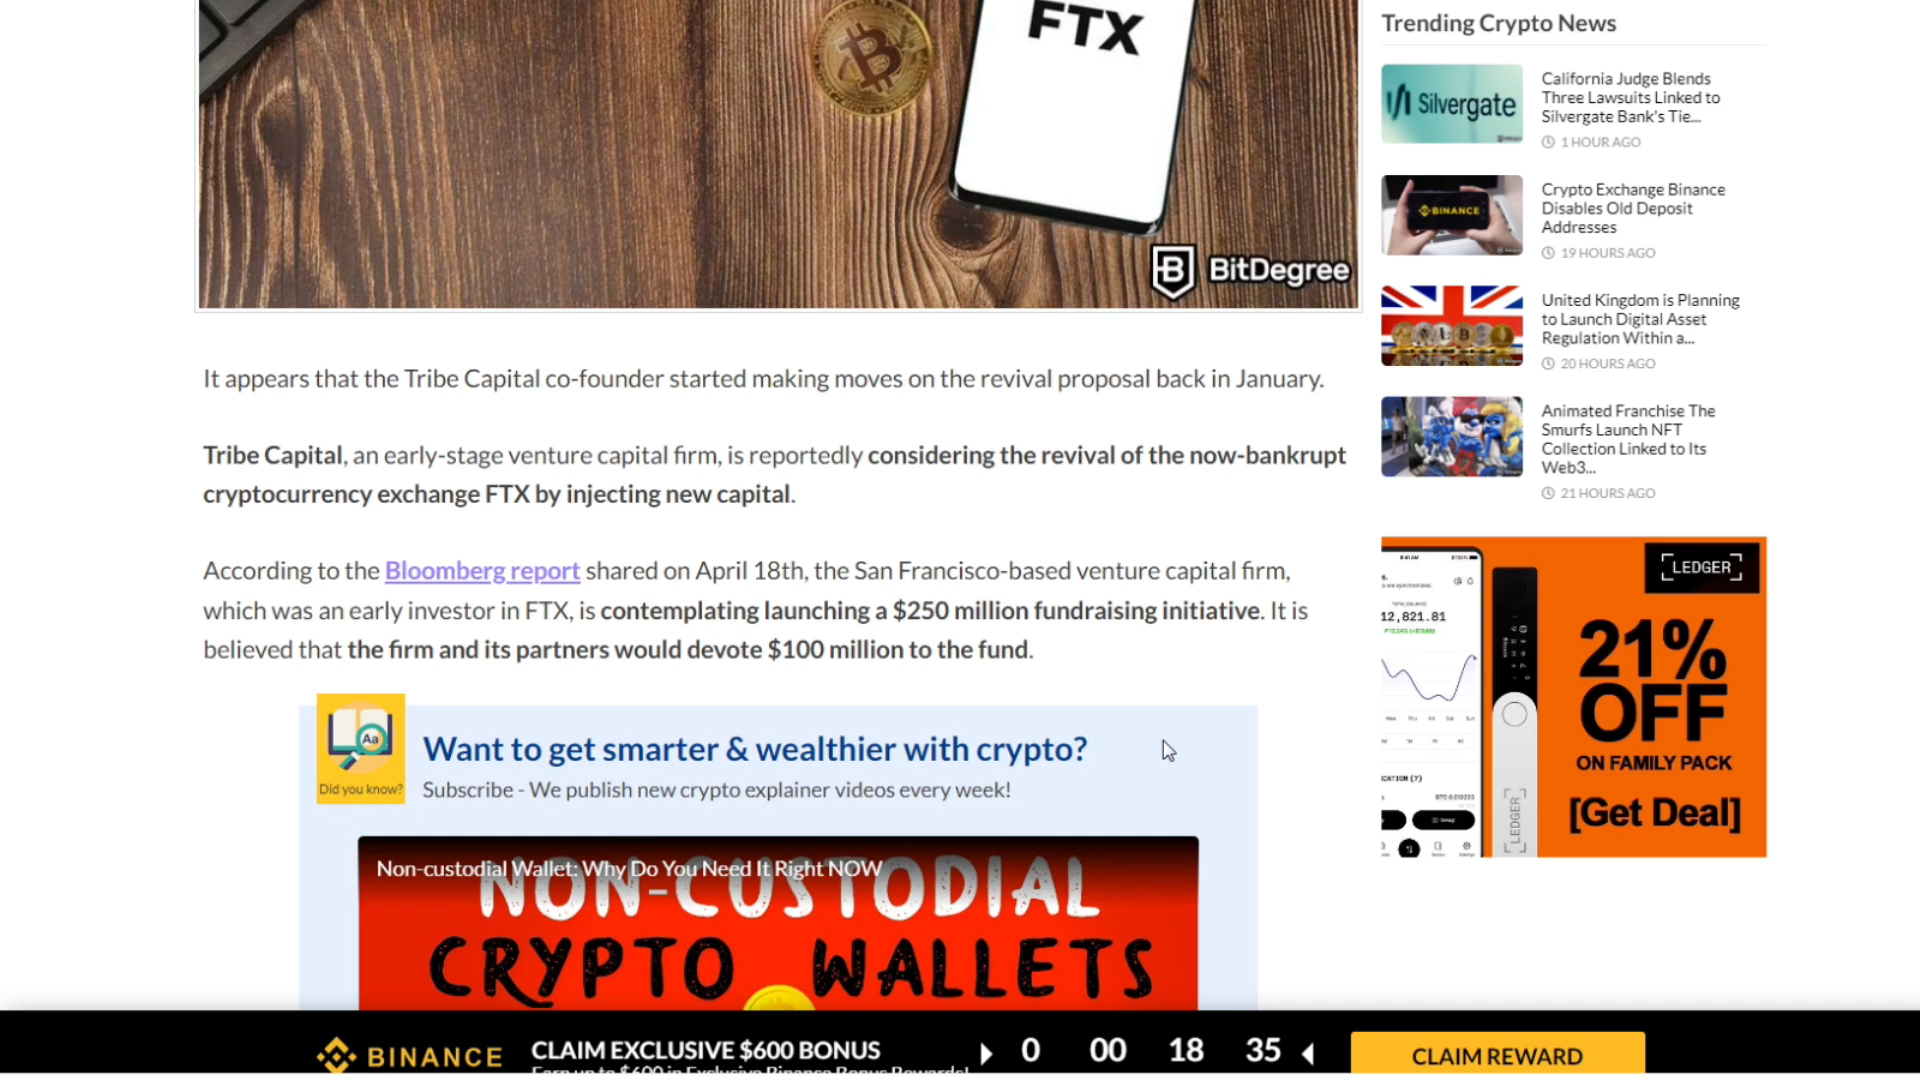 FTX
BitDegree
It appears that the Tribe Capital co-founder started making moves on the revival proposal back in January.
Tribe Capital, an early-stage venture capital firm, is reportedly considering the revival of the now-bankrupt
cryptocurrency exchange FTX by injecting new capital.
According to the Bloomberg report shared on April 18th, the San Francisco-based venture capital firm,
which was an early investor in FTX, is contemplating launching a $250 million fundraising initiative. It is
believed that the firm and its partners would devote $100 million to the fund.
Aa
Did you know?
Want to get smarter & wealthier with crypto?
Subscribe - We publish new crypto explainer videos every week!
Non-custodial Wallet: Why Do You Need It Right NOW
NON-CUSTODIAL
CRYPTO WALLETS
Trending Crypto News
Silvergate
California Judge Blends
Three Lawsuits Linked to
Silvergate Bank's Tie...
1 HOUR AGO
BINANCE
Crypto Exchange Binance
Disables Old Deposit
Addresses
19 HOURS AGO
United Kingdom is Planning
to Launch Digital Asset
Regulation Within a...
20 HOURS AGO
Animated Franchise The
Smurfs Launch NFT
Collection Linked to Its
Web3...
21 HOURS AGO
LEDGER
12,821.81
21%
OFF
ON FAMILY PACK
[Get Deal]
LEDGER
BINANCE
CLAIM EXCLUSIVE $600 BONUS
Earn up to $600 in Exclusive Binance Bonus Rewards!
0 00 18 35
CLAIM REWARD